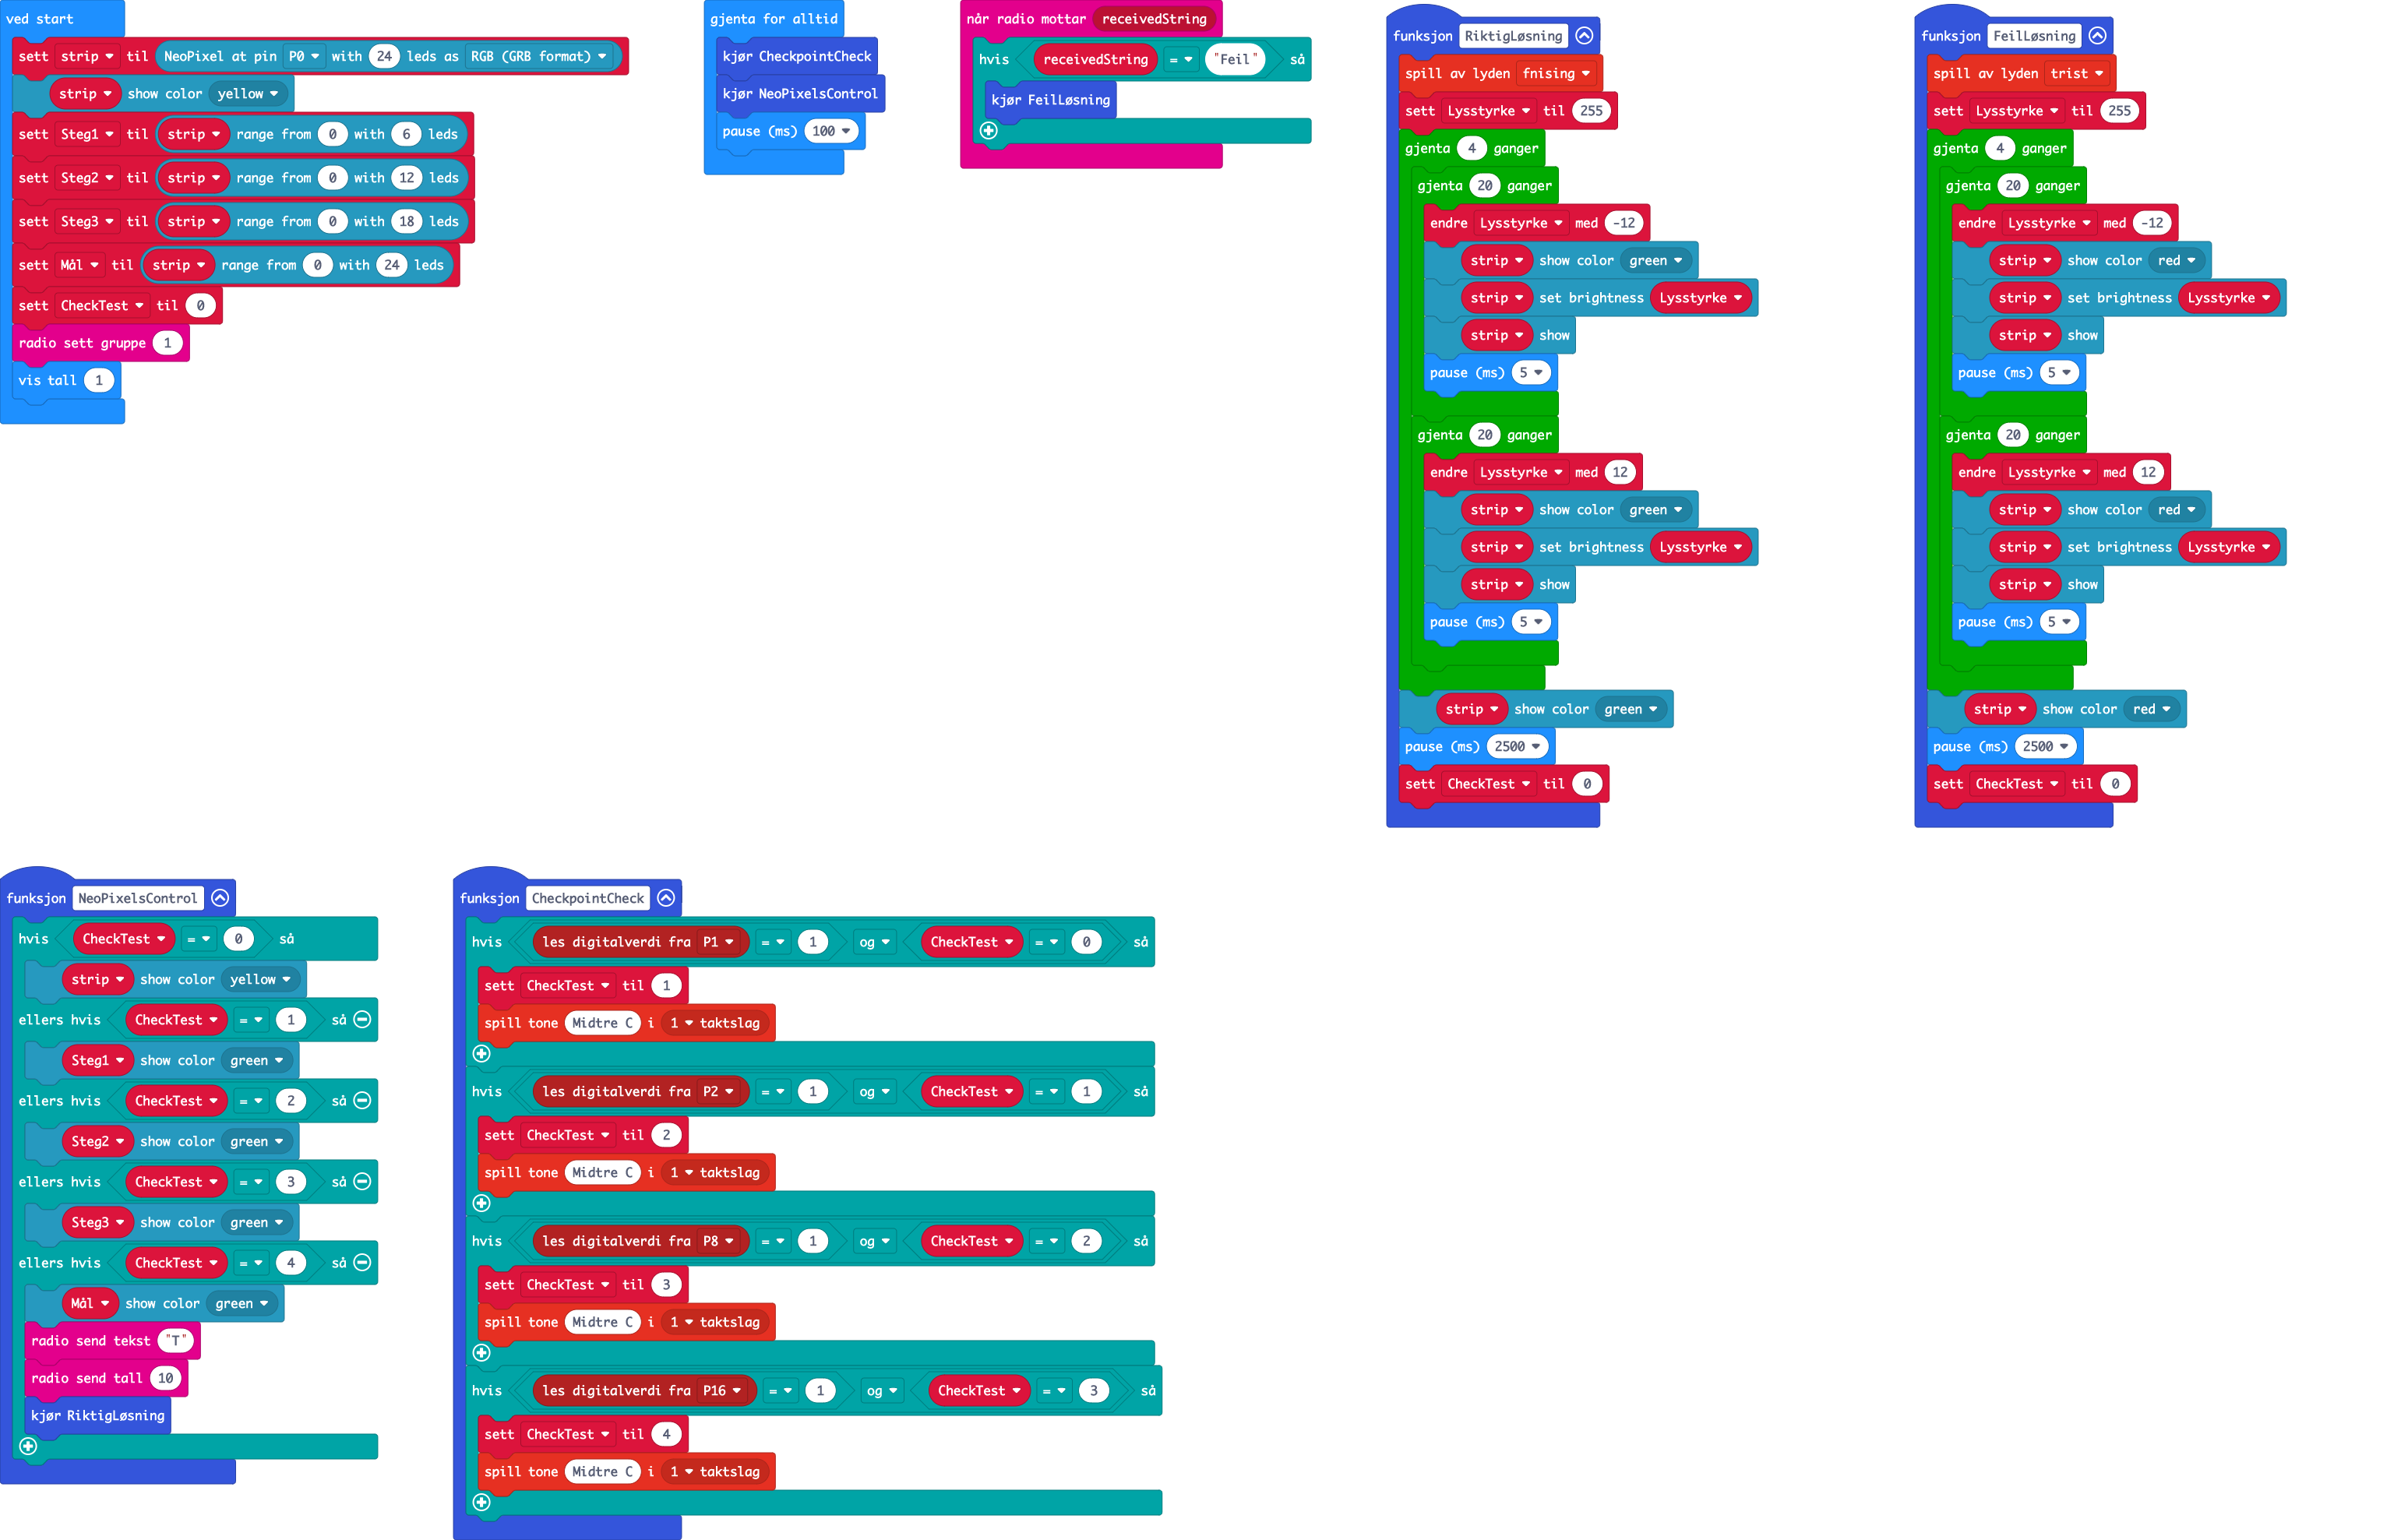 ved start
sett strip til NeoPixel at pin P0 with 24 leds as RGB (GRB format)
strip show color yellow
sett Steg1 til strip range from 0 with 6 leds
sett Steg2 til strip range from 0 with 12 leds
sett Steg3 til strip range from 0 with 18 leds
sett Mål til strip range from 0 with 24 leds
sett CheckTest til 0
radio sett gruppe 1
vis tall 1
gjenta for alltid
kjør CheckpointCheck
kjør NeoPixelsControl
pause (ms) 100
når radio mottar receivedString
hvis receivedString = "Feil" så
kjør FeilLøsning
funksjon RiktigLøsning
spill av lyden fnising
sett Lysstyrke til 255
gjenta 4 ganger
gjenta 20 ganger
endre Lysstyrke med -12
strip show color green
strip set brightness Lysstyrke
strip show
pause (ms) 5
gjenta 20 ganger
endre Lysstyrke med 12
strip show color green
strip set brightness Lysstyrke
strip show
pause (ms) 5
strip show color green
pause (ms) 2500
sett CheckTest til 0
funksjon FeilLøsning
spill av lyden trist
sett Lysstyrke til 255
gjenta 4 ganger
gjenta 20 ganger
endre Lysstyrke med -12
strip show color red
strip set brightness Lysstyrke
strip show
pause (ms) 5
gjenta 20 ganger
endre Lysstyrke med 12
strip show color red
strip set brightness Lysstyrke
strip show
pause (ms) 5
strip show color red
pause (ms) 2500
sett CheckTest til 0
funksjon NeoPixelsControl
hvis CheckTest = 0 så
strip show color yellow
ellers hvis CheckTest = 1 så
Steg1 show color green
ellers hvis CheckTest = 2 så
Steg2 show color green
ellers hvis CheckTest = 3 så
Steg3 show color green
ellers hvis CheckTest = 4 så
Mål show color green
radio send tekst "T"
radio send tall 10
kjør RiktigLøsning
funksjon CheckpointCheck
hvis les digitalverdi fra P1 = 1 og CheckTest = 0 så
sett CheckTest til 1
spill tone Midtre C i 1 taktslag
hvis les digitalverdi fra P2 = 1 og CheckTest = 1 så
sett CheckTest til 2
spill tone Midtre C i 1 taktslag
hvis les digitalverdi fra P8 = 1 og CheckTest = 2 så
sett CheckTest til 3
spill tone Midtre C i 1 taktslag
hvis les digitalverdi fra P16 = 1 og CheckTest = 3 så
sett CheckTest til 4
spill tone Midtre C i 1 taktslag